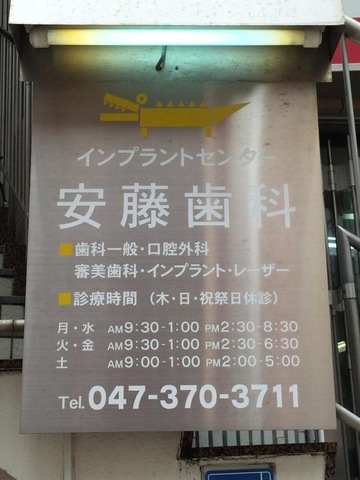 インプラントセンター
安藤歯科
■歯科一般・口腔外科
審美歯科・インプラント・レーザー
■診療時間 (木・日・祝祭日休診)
月・水 AM9:30-1:00 PM2:30-8:30
火・金 AM9:30-1:00 PM2:30-6:30
土 AM9:00-1:00 PM2:00-5:00
Tel. 047-370-3711